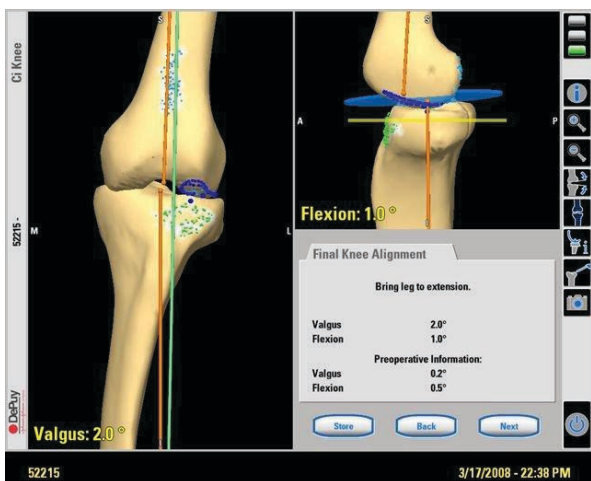 Ci Knee
52215 -
DePuy
S
M
L
Valgus: 2.0 °
S
A
P
I
Flexion: 1.0 °
Final Knee Alignment
Bring leg to extension.
Valgus 2.0°
Flexion 1.0°
Preoperative Information:
Valgus 0.2°
Flexion 0.5°
Store Back Next
i
i
52215
3/17/2008 - 22:38 PM